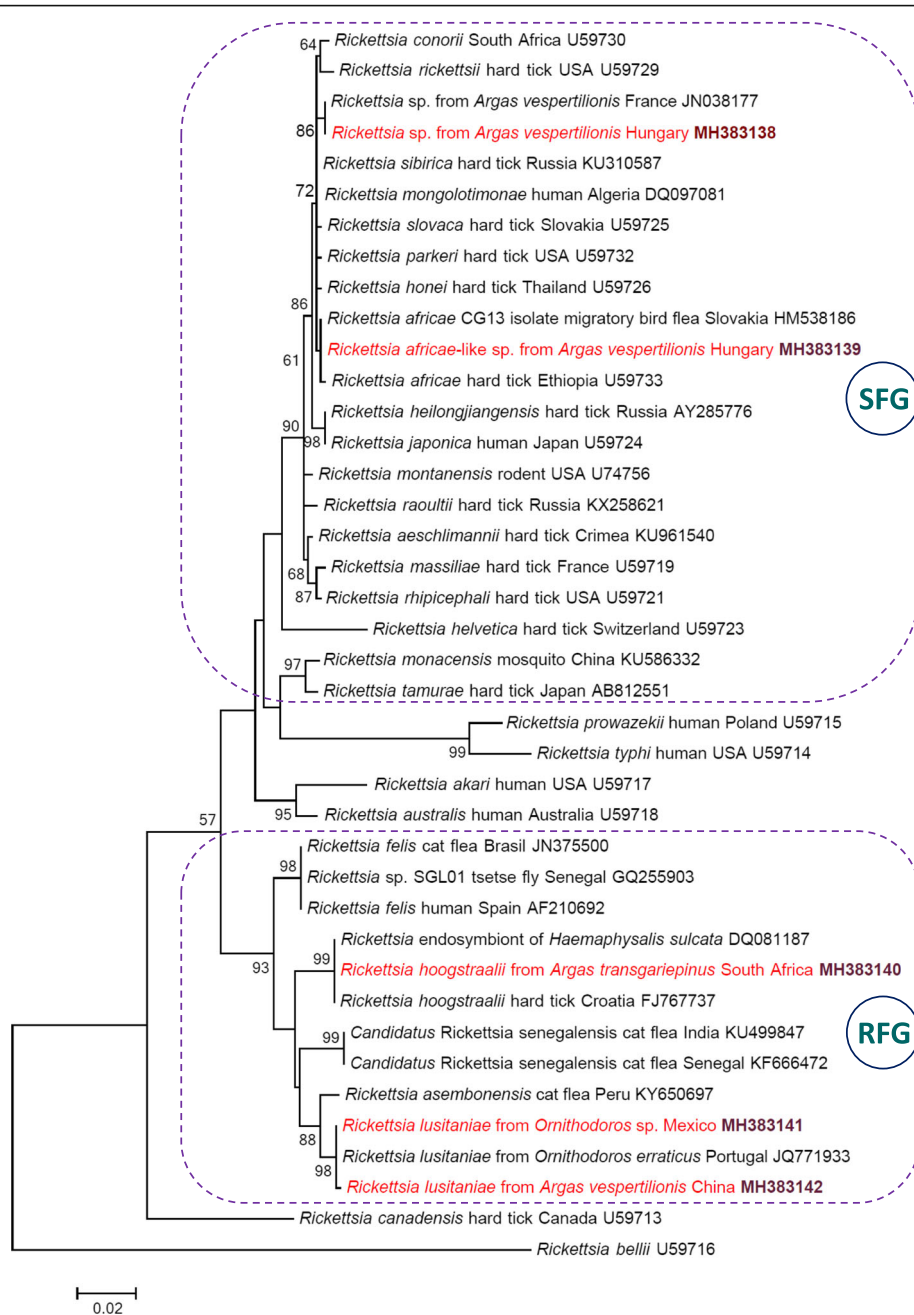 64
Rickettsia conorii South Africa U59730
Rickettsia rickettsii hard tick USA U59729
Rickettsia sp. from Argas vespertilionis France JN038177
86
Rickettsia sp. from Argas vespertilionis Hungary MH383138
Rickettsia sibirica hard tick Russia KU310587
72
Rickettsia mongolotimonae human Algeria DQ097081
Rickettsia slovaca hard tick Slovakia U59725
Rickettsia parkeri hard tick USA U59732
Rickettsia honei hard tick Thailand U59726
86
Rickettsia africae CG13 isolate migratory bird flea Slovakia HM538186
Rickettsia africae-like sp. from Argas vespertilionis Hungary MH383139
61
Rickettsia africae hard tick Ethiopia U59733
SFG
Rickettsia heilongjiangensis hard tick Russia AY285776
90
98
Rickettsia japonica human Japan U59724
Rickettsia montanensis rodent USA U74756
Rickettsia raoultii hard tick Russia KX258621
Rickettsia aeschlimannii hard tick Crimea KU961540
68
Rickettsia massiliae hard tick France U59719
87
Rickettsia rhipicephali hard tick USA U59721
Rickettsia helvetica hard tick Switzerland U59723
97
Rickettsia monacensis mosquito China KU586332
Rickettsia tamurae hard tick Japan AB812551
Rickettsia prowazekii human Poland U59715
99
Rickettsia typhi human USA U59714
Rickettsia akari human USA U59717
95
Rickettsia australis human Australia U59718
57
Rickettsia felis cat flea Brasil JN375500
98
Rickettsia sp. SGL01 tsetse fly Senegal GQ255903
Rickettsia felis human Spain AF210692
Rickettsia endosymbiont of Haemaphysalis sulcata DQ081187
99
93
Rickettsia hoogstraalii from Argas transgariepinus South Africa MH383140
Rickettsia hoogstraalii hard tick Croatia FJ767737
RFG
99
Candidatus Rickettsia senegalensis cat flea India KU499847
Candidatus Rickettsia senegalensis cat flea Senegal KF666472
Rickettsia asembonensis cat flea Peru KY650697
88
Rickettsia lusitaniae from Ornithodoros sp. Mexico MH383141
Rickettsia lusitaniae from Ornithodoros erraticus Portugal JQ771933
98
Rickettsia lusitaniae from Argas vespertilionis China MH383142
Rickettsia canadensis hard tick Canada U59713
Rickettsia bellii U59716
0.02